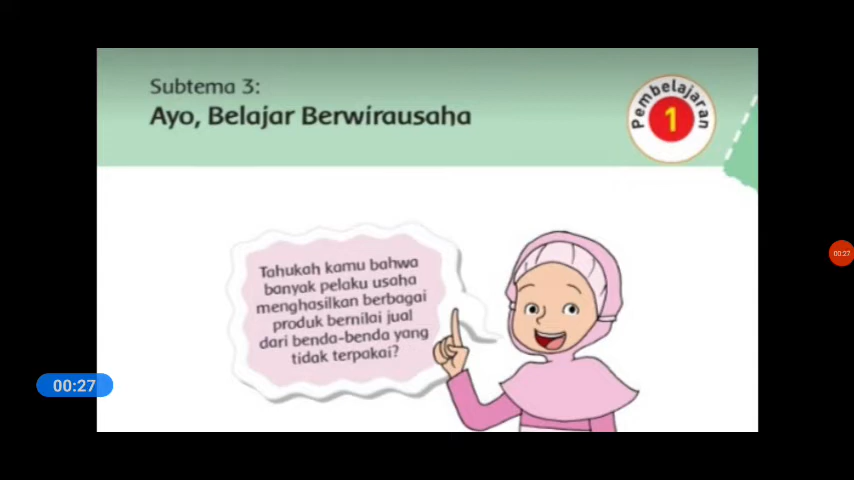 Subtema 3:
Ayo, Belajar Berwirausaha
Pembelajaran
1
Tahukah kamu bahwa
banyak pelaku usaha
menghasilkan berbagai
produk bernilai jual
dari benda-benda yang
tidak terpakai?
00:27
00:27